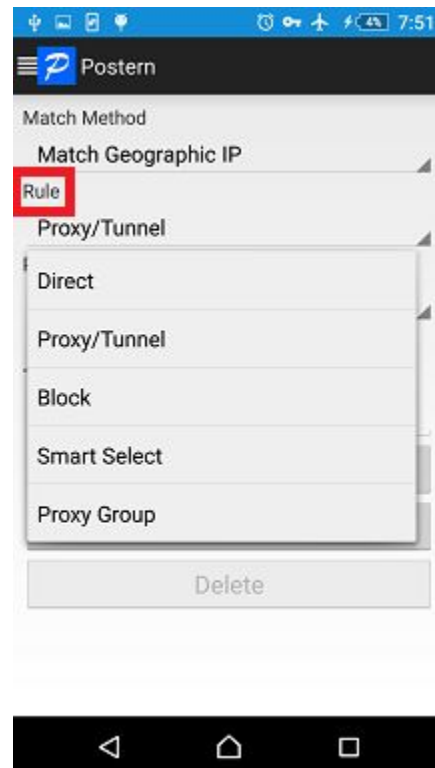 4% 7:51
Postern
Match Method
Match Geographic IP
Rule
Proxy/Tunnel
Direct
Proxy/Tunnel
Block
Smart Select
Proxy Group
Delete